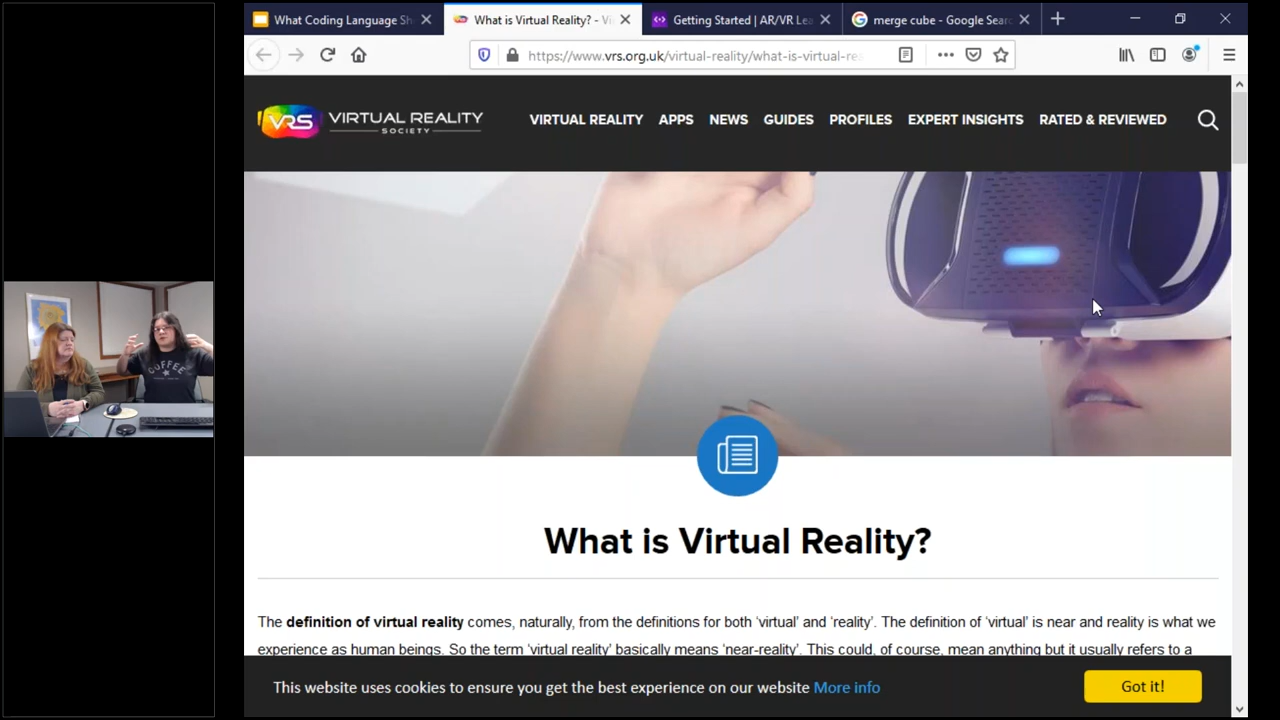 What Coding Language Sh
What is Virtual Reality? - Vi
Getting Started | AR/VR Lea
merge cube - Google Searc
https://www.vrs.org.uk/virtual-reality/what-is-virtual-rea
VRS VIRTUAL REALITY
SOCIETY
VIRTUAL REALITY APPS NEWS GUIDES PROFILES EXPERT INSIGHTS RATED & REVIEWED
COFFEE
What is Virtual Reality?
The definition of virtual reality comes, naturally, from the definitions for both ‘virtual’ and ‘reality’. The definition of ‘virtual’ is near and reality is what we
experience as human beings. So the term ‘virtual reality’ basically means ‘near-reality’. This could, of course, mean anything but it usually refers to a
This website uses cookies to ensure you get the best experience on our website More info
Got it!